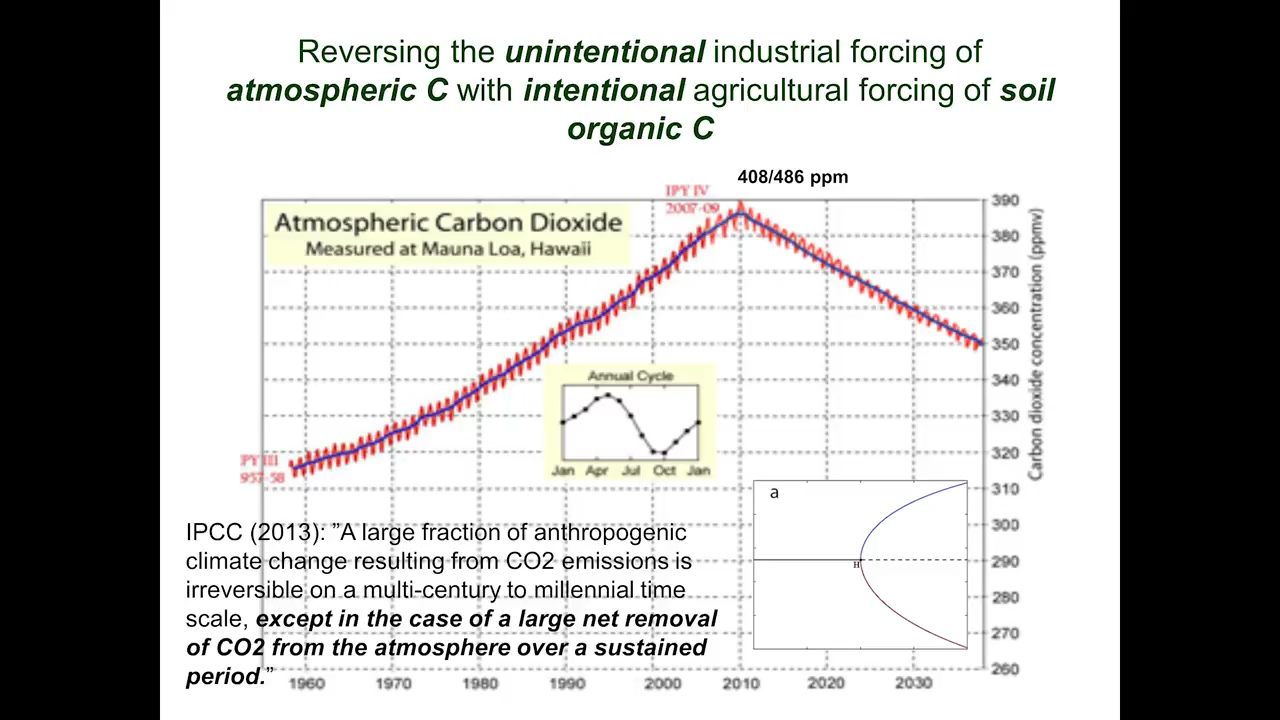 Reversing the unintentional industrial forcing of
atmospheric C with intentional agricultural forcing of soil
organic C
408/486 ppm
IPY IV
2007-09
Atmospheric Carbon Dioxide
Measured at Mauna Loa, Hawaii
390
380
370
360
350
340
330
320
310
300
290
280
270
260
Carbon dioxide concentration (ppmv)
Annual Cycle
Jan Apr Jul Oct Jan
PY III
957-58
a
H
IPCC (2013): ”A large fraction of anthropogenic
climate change resulting from CO2 emissions is
irreversible on a multi-century to millennial time
scale, except in the case of a large net removal
of CO2 from the atmosphere over a sustained
period.”
1960 1970 1980 1990 2000 2010 2020 2030